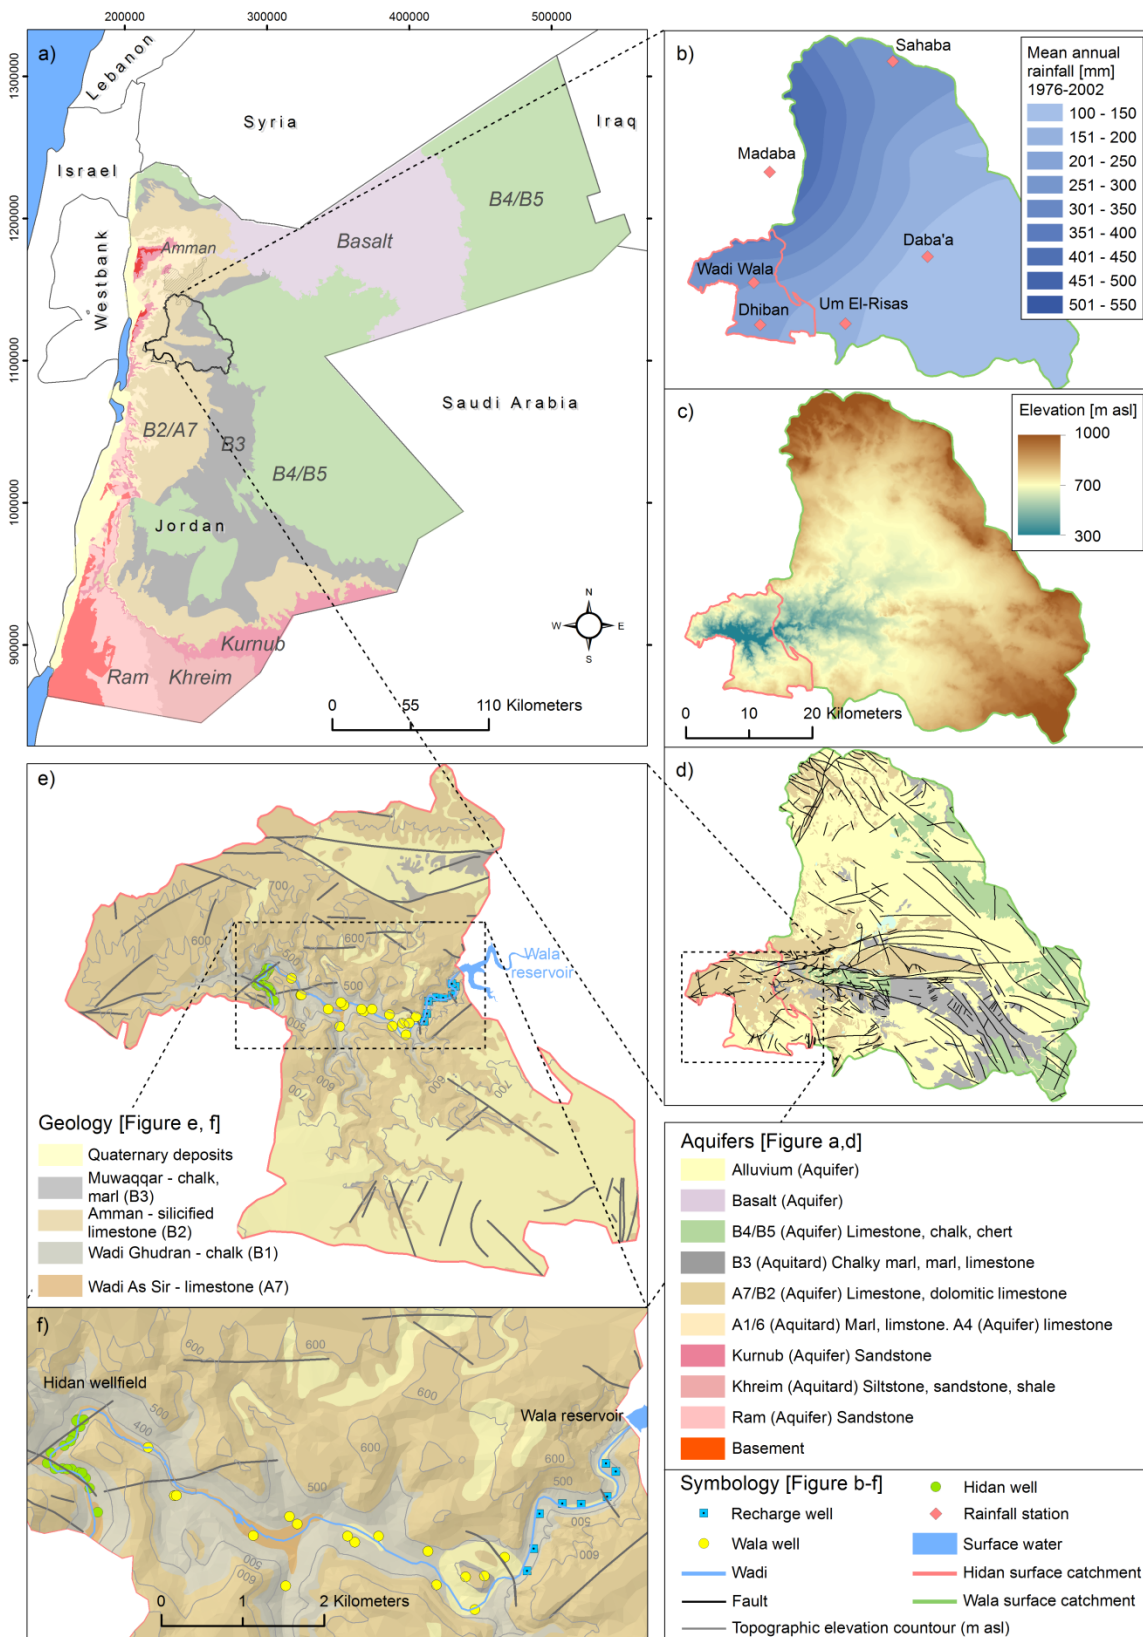 200000
300000
400000
500000
a)
1300000
1200000
1100000
1000000
900000
Lebanon
Syria
Iraq
Israel
Westbank
Amman
Basalt
B4/B5
B2/A7
B3
B4/B5
Saudi Arabia
Jordan
Kurnub
Ram
Khreim
N
W
E
S
0
55
110 Kilometers
b)
Sahaba
Madaba
Daba'a
Wadi Wala
Dhiban
Um El-Risas
Mean annual
rainfall [mm]
1976-2002
100 - 150
151 - 200
201 - 250
251 - 300
301 - 350
351 - 400
401 - 450
451 - 500
501 - 550
c)
Elevation [m asl]
1000
700
300
0
10
20 Kilometers
d)
e)
700
600
500
600
500
500
600
700
600
700
Wala
reservoir
Geology [Figure e, f]
Quaternary deposits
Muwaqqar - chalk,
marl (B3)
Amman - silicified
limestone (B2)
Wadi Ghudran - chalk (B1)
Wadi As Sir - limestone (A7)
f)
Hidan wellfield
Wala reservoir
600
600
500
400
600
500
500
500
600
600
0
1
2 Kilometers
Aquifers [Figure a,d]
Alluvium (Aquifer)
Basalt (Aquifer)
B4/B5 (Aquifer) Limestone, chalk, chert
B3 (Aquitard) Chalky marl, marl, limestone
A7/B2 (Aquifer) Limestone, dolomitic limestone
A1/6 (Aquitard) Marl, limstone. A4 (Aquifer) limestone
Kurnub (Aquifer) Sandstone
Khreim (Aquitard) Siltstone, sandstone, shale
Ram (Aquifer) Sandstone
Basement
Symbology [Figure b-f]
Recharge well
Wala well
Wadi
Fault
Topographic elevation countour (m asl)
Hidan well
Rainfall station
Surface water
Hidan surface catchment
Wala surface catchment